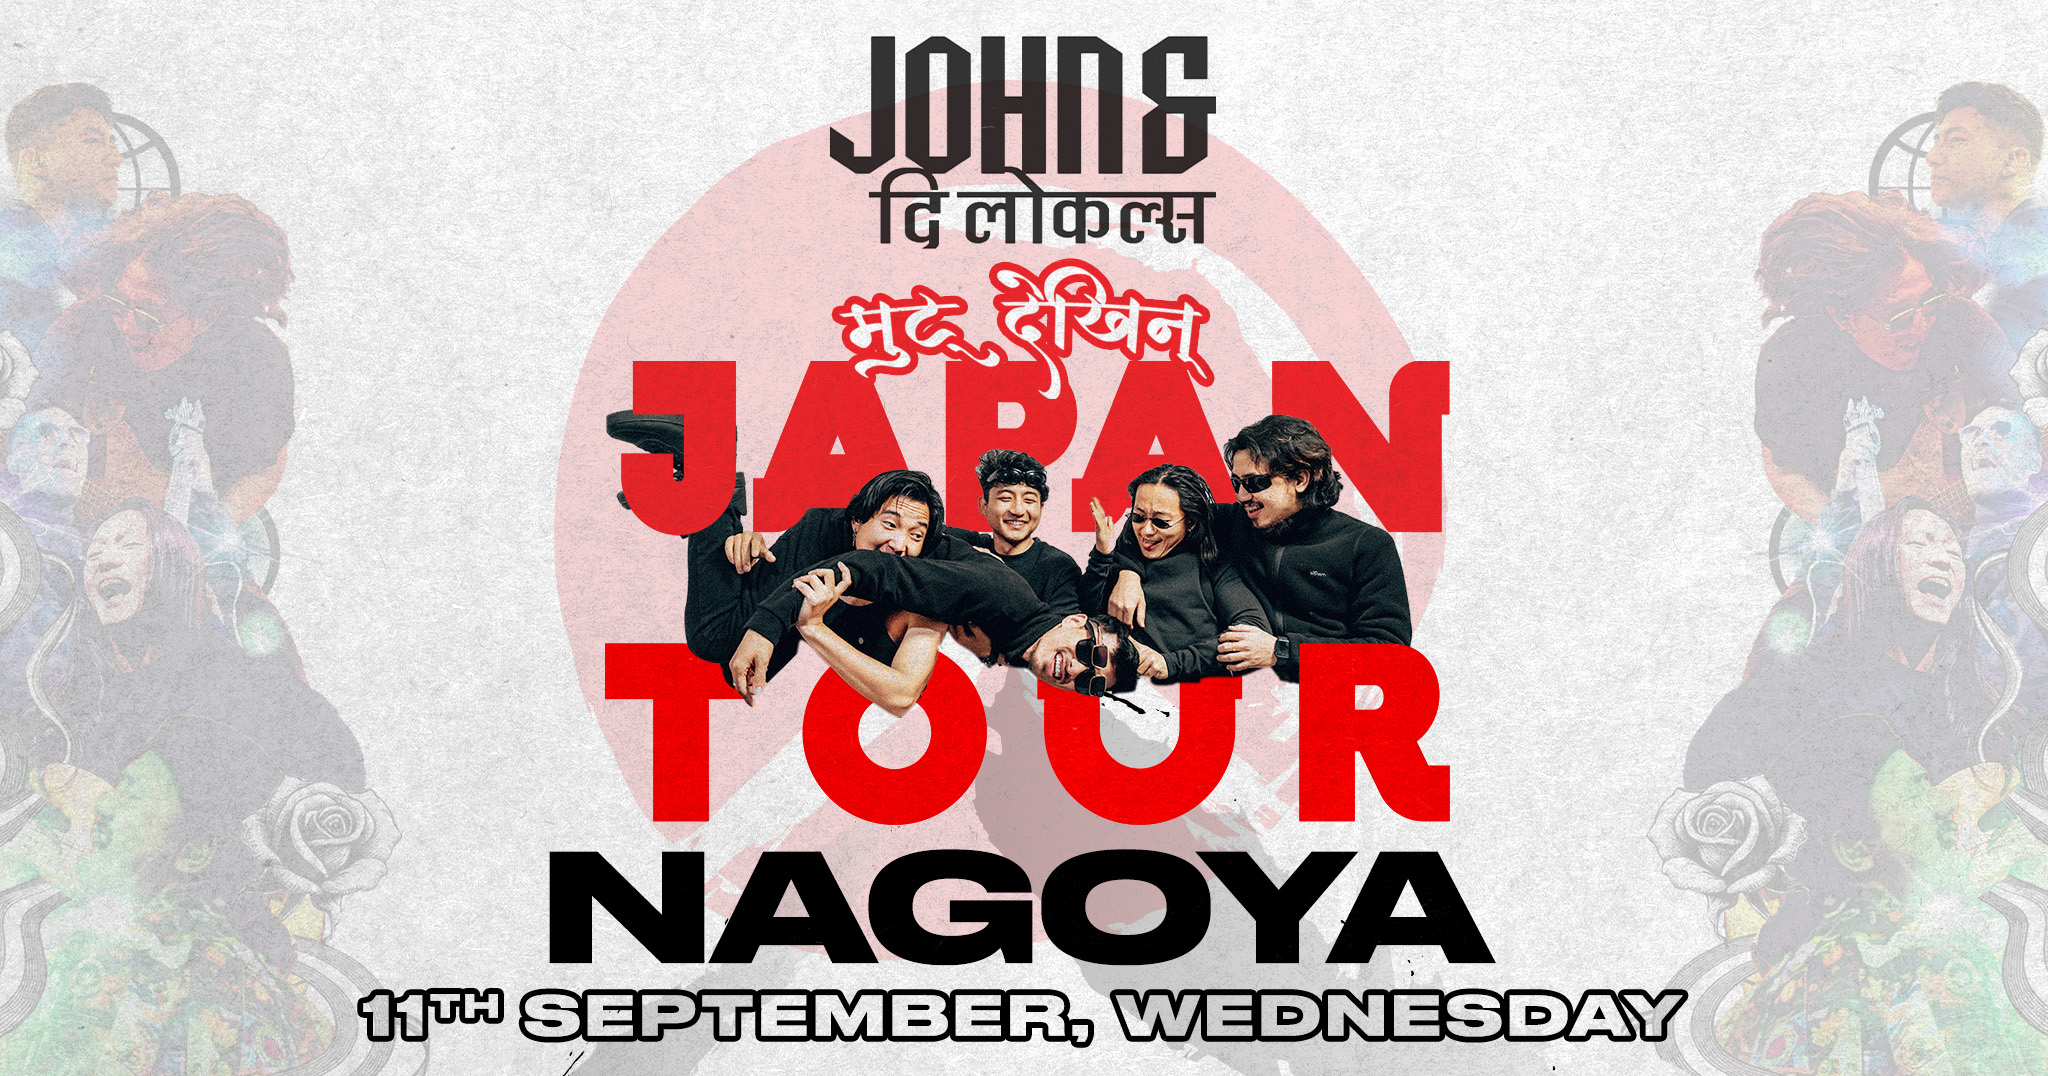 JOHN &
दि लोकल्स
मुटु देखिन्
JAPAN
TOUR
NAGOYA
11TH SEPTEMBER, WEDNESDAY